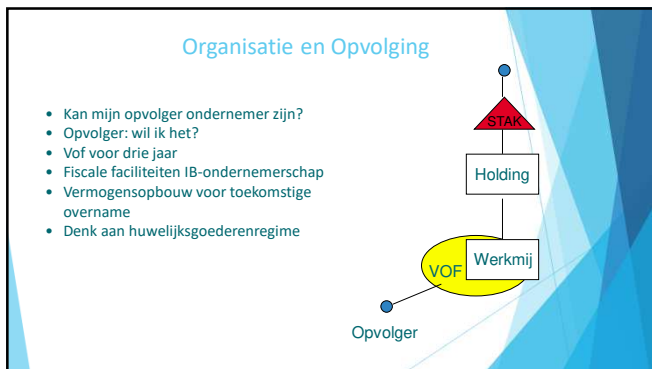 Organisatie en Opvolging
• Kan mijn opvolger ondernemer zijn?
• Opvolger: wil ik het?
• Vof voor drie jaar
• Fiscale faciliteiten IB-ondernemerschap
• Vermogensopbouw voor toekomstige
overname
• Denk aan huwelijksgoederenregime
STAK
Holding
Werkmij
VOF
Opvolger